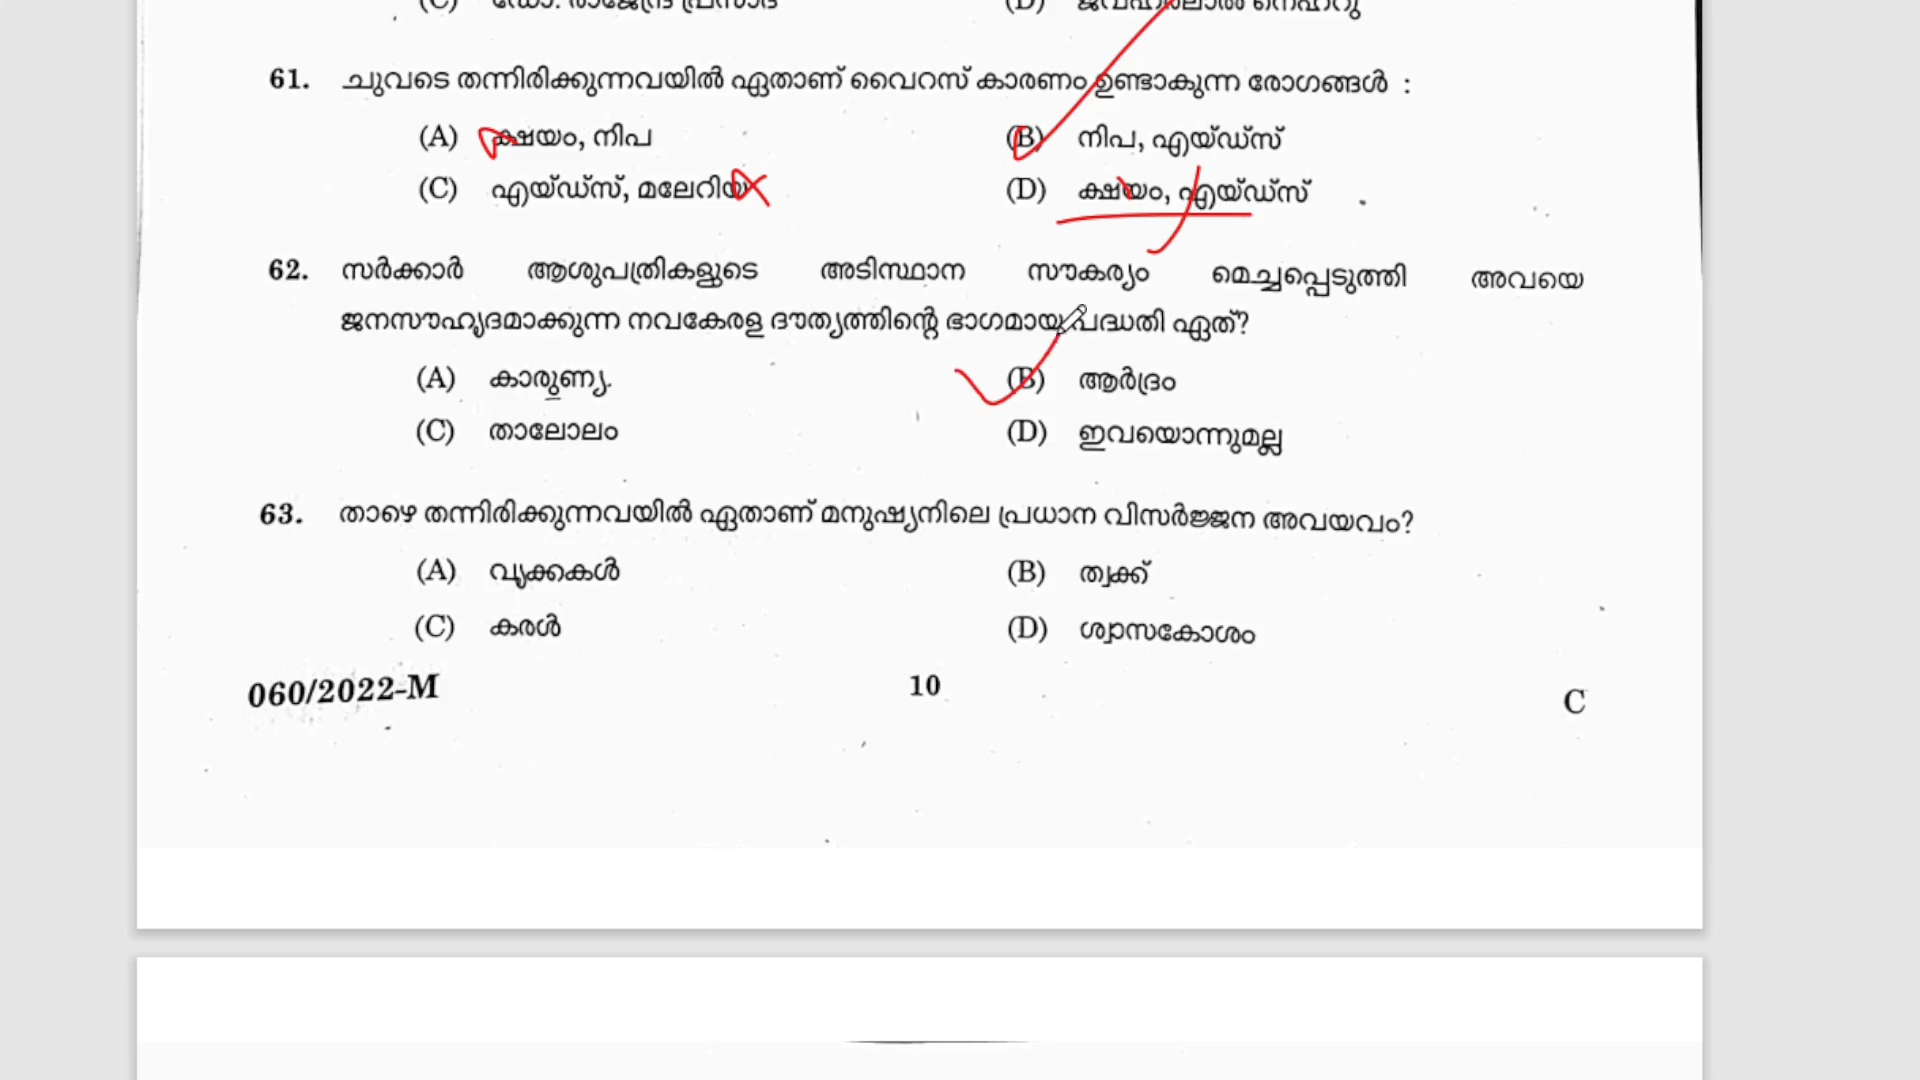 (C) ഡോ. രാജേന്ദ്ര പ്രസാദ് (D) ജവഹർലാൽ നെഹ്റു
61. ചുവടെ തന്നിരിക്കുന്നവയിൽ ഏതാണ് വൈറസ് കാരണം ഉണ്ടാകുന്ന രോഗങ്ങൾ :
(A) ക്ഷയം, നിപ (B) നിപ, എയ്ഡ്സ്
(C) എയ്ഡ്സ്, മലേറിയ (D) ക്ഷയം, എയ്ഡ്സ്
62. സർക്കാർ ആശുപത്രികളുടെ അടിസ്ഥാന സൗകര്യം മെച്ചപ്പെടുത്തി അവയെ
ജനസൗഹൃദമാക്കുന്ന നവകേരള ദൗത്യത്തിന്റെ ഭാഗമായ പദ്ധതി ഏത്?
(A) കാരുണ്യ. (B) ആർദ്രം
(C) താലോലം (D) ഇവയൊന്നുമല്ല
63. താഴെ തന്നിരിക്കുന്നവയിൽ ഏതാണ് മനുഷ്യനിലെ പ്രധാന വിസർജ്ജന അവയവം?
(A) വൃക്കകൾ (B) ത്വക്ക്
(C) കരൾ (D) ശ്വാസകോശം
060/2022-M 10 C